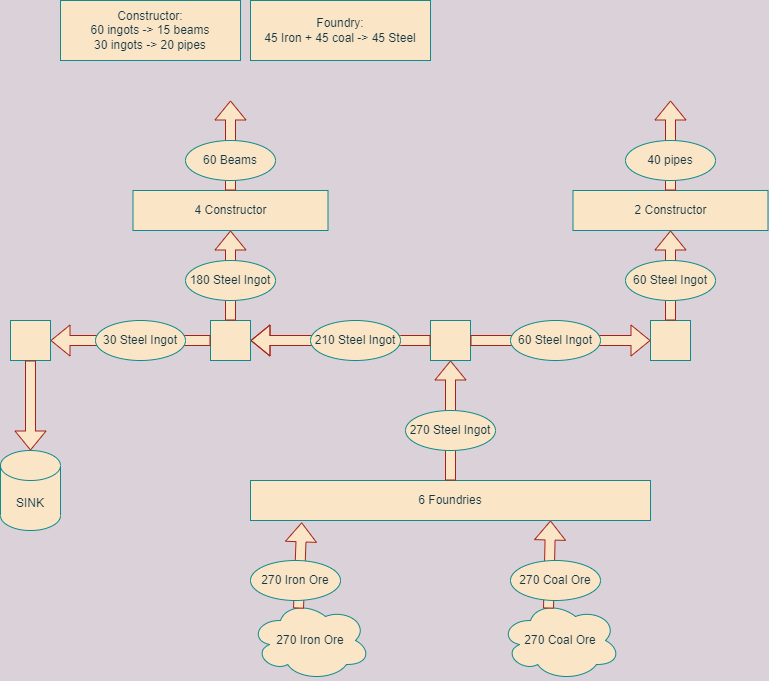 Constructor:
60 ingots -> 15 beams
30 ingots -> 20 pipes
Foundry:
45 Iron + 45 coal -> 45 Steel
60 Beams
40 pipes
4 Constructor
2 Constructor
180 Steel Ingot
60 Steel Ingot
30 Steel Ingot
210 Steel Ingot
60 Steel Ingot
270 Steel Ingot
SINK
6 Foundries
270 Iron Ore
270 Coal Ore
270 Iron Ore
270 Coal Ore